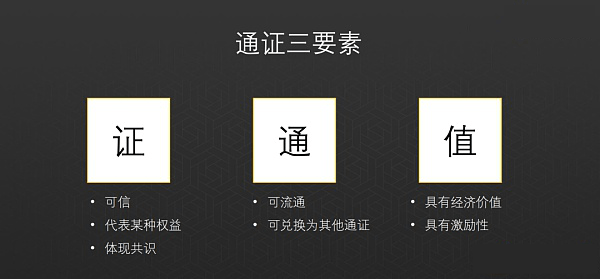 通证三要素
证
通
值
• 可信
• 代表某种权益
• 体现共识
• 可流通
• 可兑换为其他通证
• 具有经济价值
• 具有激励性